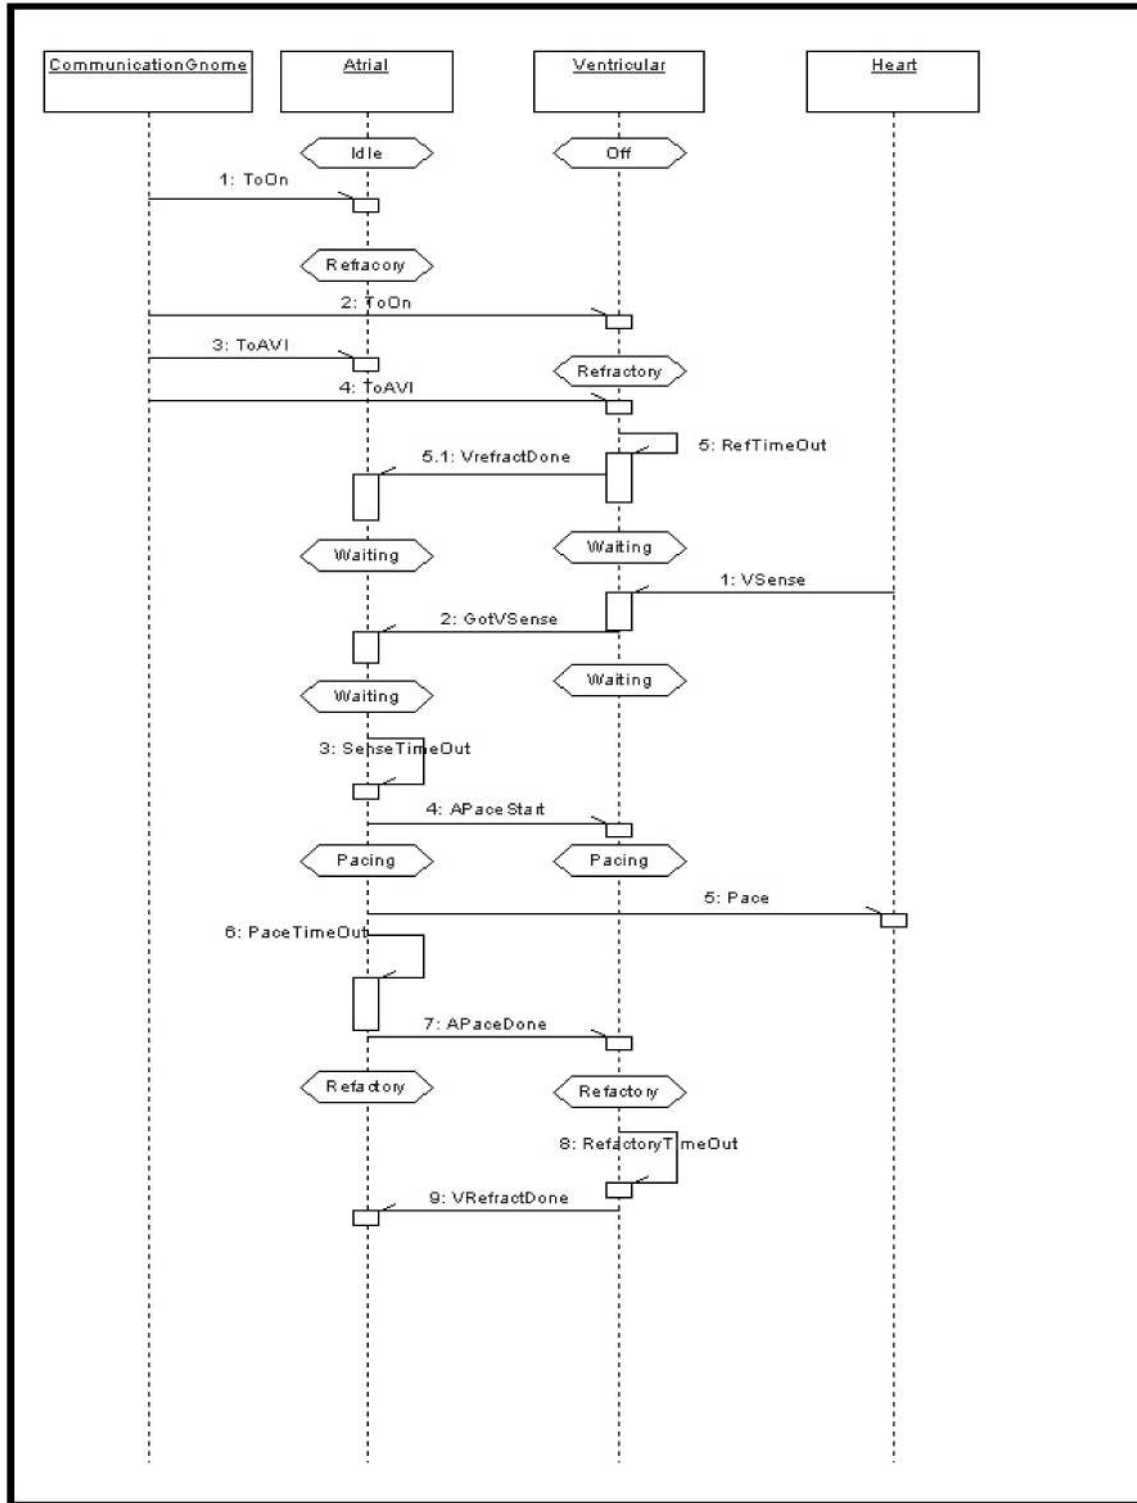 CommunicationGnome
Atrial
Ventricular
Heart
Idle
Off
1: ToOn
Refracory
2: ToOn
3: ToAVI
Refractory
4: ToAVI
5: RefTimeOut
5.1: VrefractDone
Waiting
Waiting
1: VSense
2: GotVSense
Waiting
Waiting
3: SenseTimeOut
4: APaceStart
Pacing
Pacing
5: Pace
6: PaceTimeOut
7: APaceDone
Refactory
Refactory
8: RefactoryTimeOut
9: VRefractDone